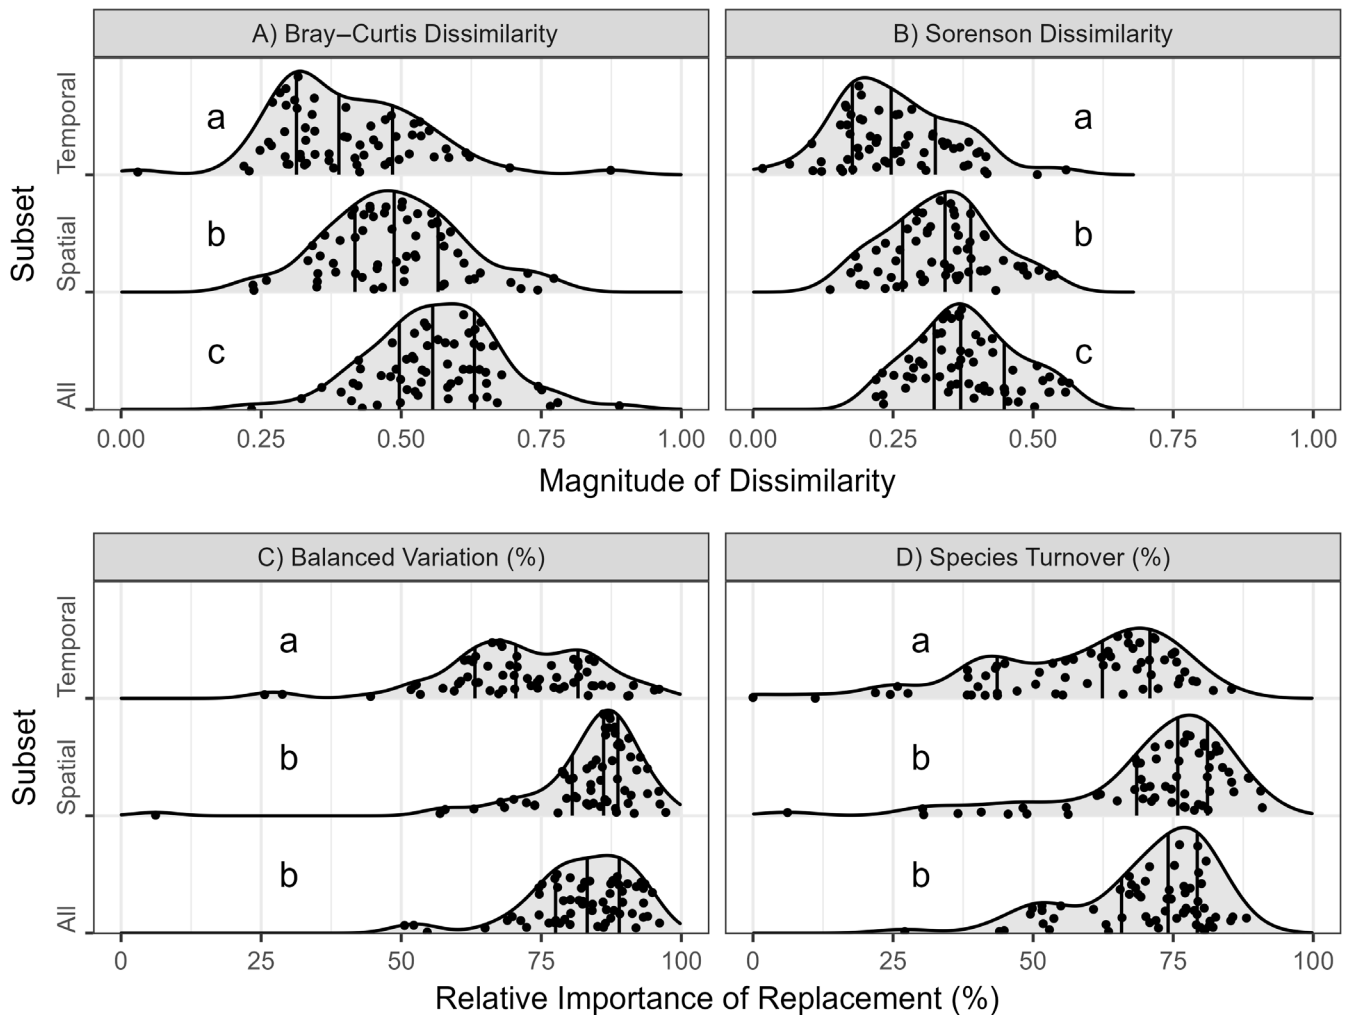 A) Bray–Curtis Dissimilarity
B) Sorenson Dissimilarity
Subset
Temporal
Spatial
All
a
a
b
b
c
c
0.00 0.25 0.50 0.75 1.00
0.00 0.25 0.50 0.75 1.00
Magnitude of Dissimilarity
C) Balanced Variation (%)
D) Species Turnover (%)
Subset
Temporal
Spatial
All
a
a
b
b
b
b
0 25 50 75 100
0 25 50 75 100
Relative Importance of Replacement (%)